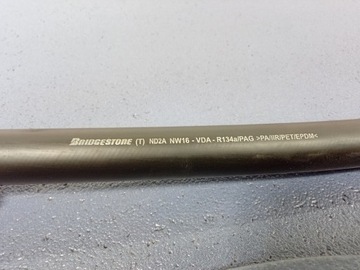 BRIDGESTONE (T) ND2A NW16 - VDA - R134a/PAG >PA/IIR/PET/EPDM<